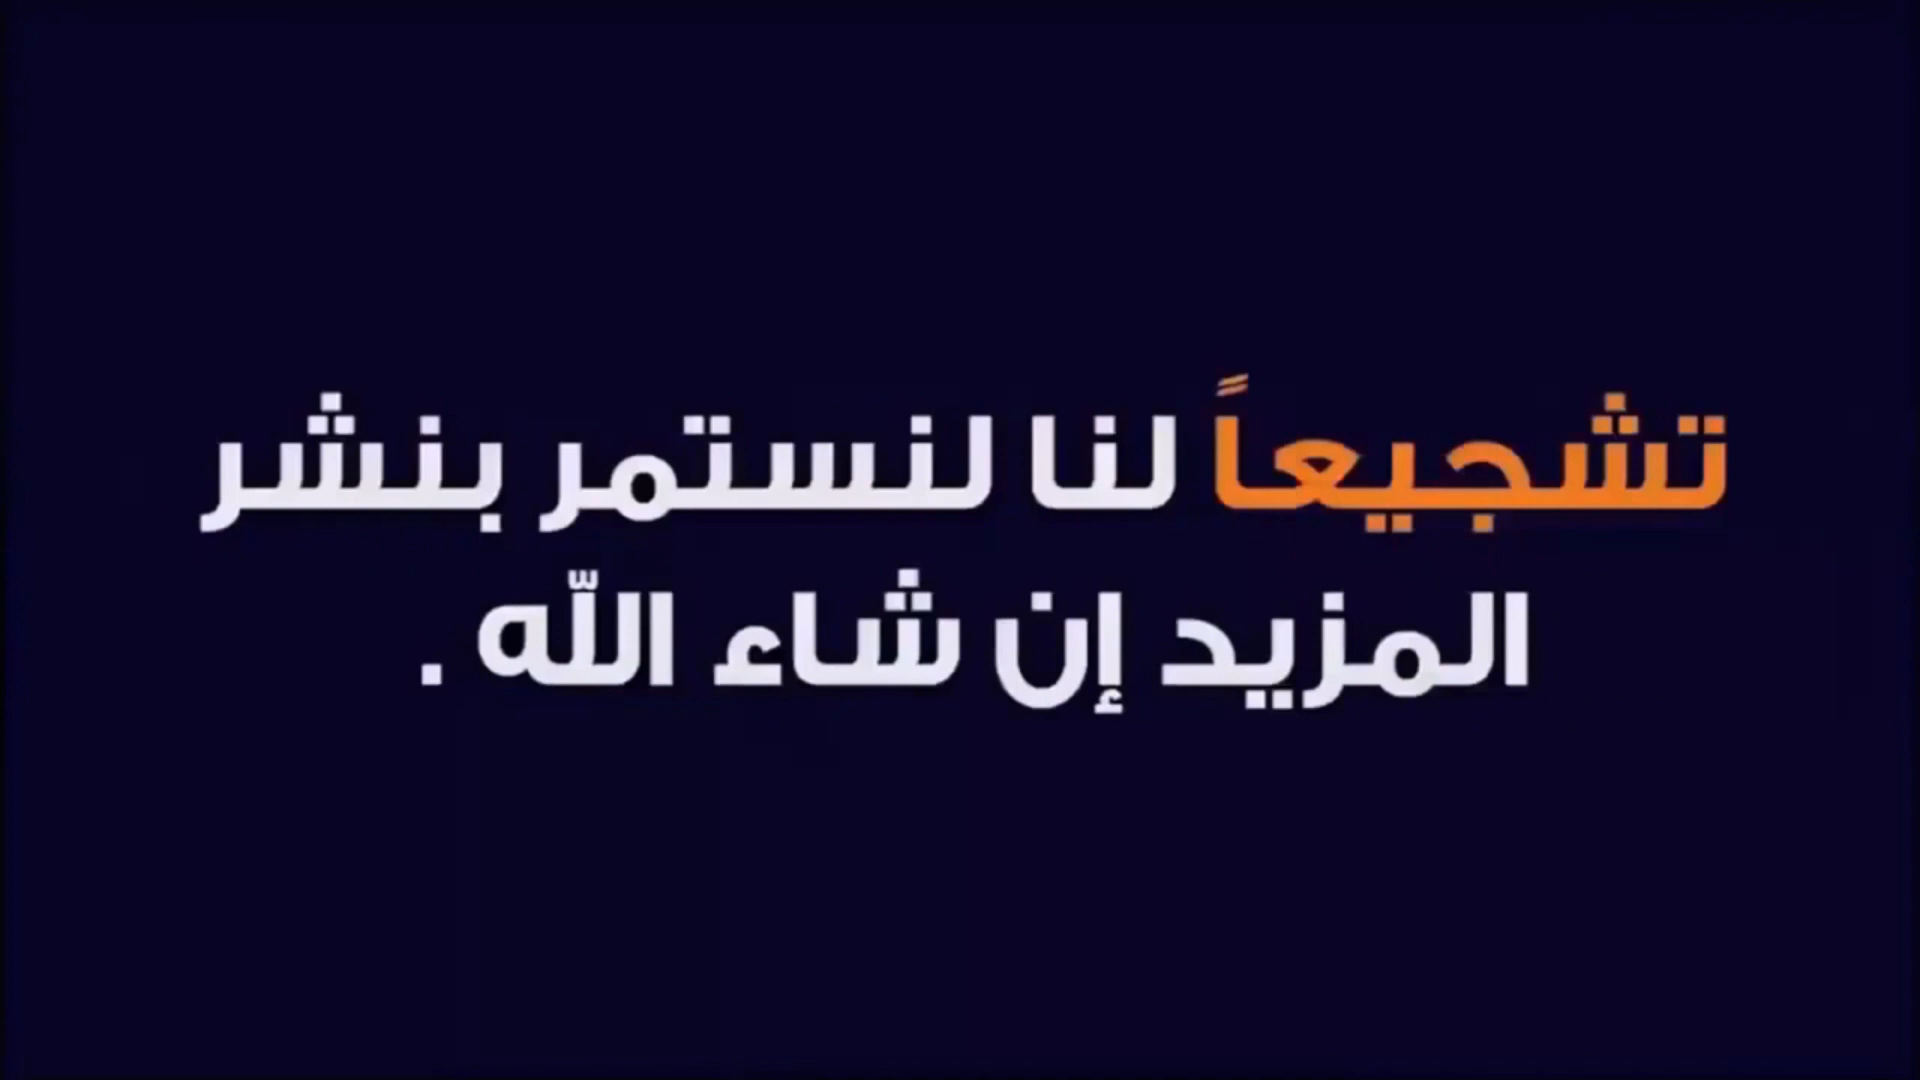 تشجيعاً لنا لنستمر بنشر
المزيد إن شاء اللّه .